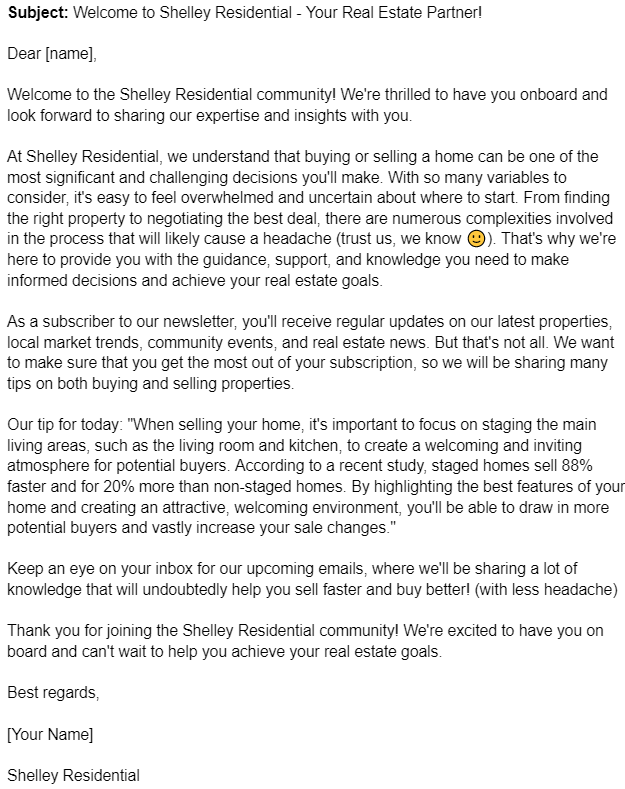 Subject: Welcome to Shelley Residential - Your Real Estate Partner!
Dear [name],
Welcome to the Shelley Residential community! We're thrilled to have you onboard and
look forward to sharing our expertise and insights with you.
At Shelley Residential, we understand that buying or selling a home can be one of the
most significant and challenging decisions you'll make. With so many variables to
consider, it's easy to feel overwhelmed and uncertain about where to start. From finding
the right property to negotiating the best deal, there are numerous complexities involved
in the process that will likely cause a headache (trust us, we know 🙂). That's why we're
here to provide you with the guidance, support, and knowledge you need to make
informed decisions and achieve your real estate goals.
As a subscriber to our newsletter, you'll receive regular updates on our latest properties,
local market trends, community events, and real estate news. But that's not all. We want
to make sure that you get the most out of your subscription, so we will be sharing many
tips on both buying and selling properties.
Our tip for today: "When selling your home, it's important to focus on staging the main
living areas, such as the living room and kitchen, to create a welcoming and inviting
atmosphere for potential buyers. According to a recent study, staged homes sell 88%
faster and for 20% more than non-staged homes. By highlighting the best features of your
home and creating an attractive, welcoming environment, you'll be able to draw in more
potential buyers and vastly increase your sale changes."
Keep an eye on your inbox for our upcoming emails, where we'll be sharing a lot of
knowledge that will undoubtedly help you sell faster and buy better! (with less headache)
Thank you for joining the Shelley Residential community! We're excited to have you on
board and can't wait to help you achieve your real estate goals.
Best regards,
[Your Name]
Shelley Residential